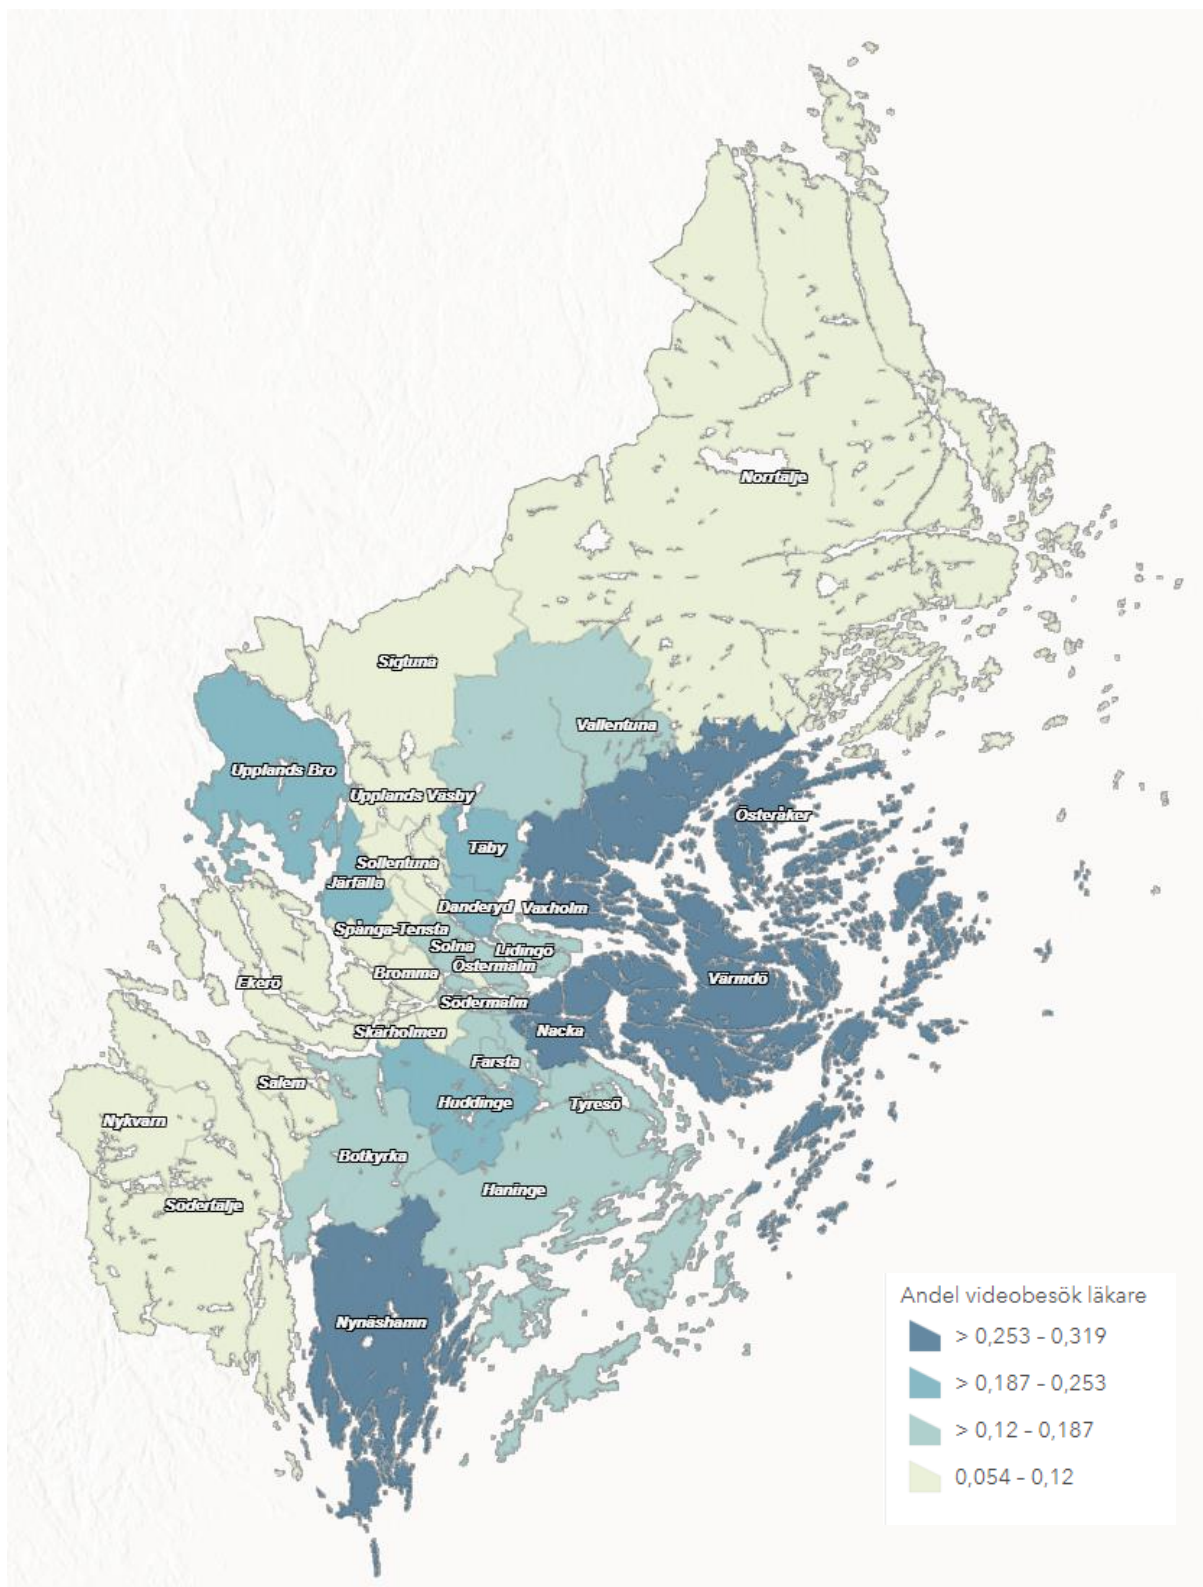 Norrtälje
Sigtuna
Vallentuna
Upplands Bro
Upplands Väsby
Österåker
Täby
Sollentuna
Järfälla
Danderyd
Vaxholm
Spånga-Tensta
Solna
Lidingö
Östermalm
Bromma
Värmdö
Ekerö
Södermalm
Skärholmen
Nacka
Farsta
Salem
Huddinge
Tyresö
Nykvarn
Botkyrka
Haninge
Södertälje
Nynäshamn
Andel videobesök läkare
> 0,253 - 0,319
> 0,187 - 0,253
> 0,12 - 0,187
0,054 - 0,12